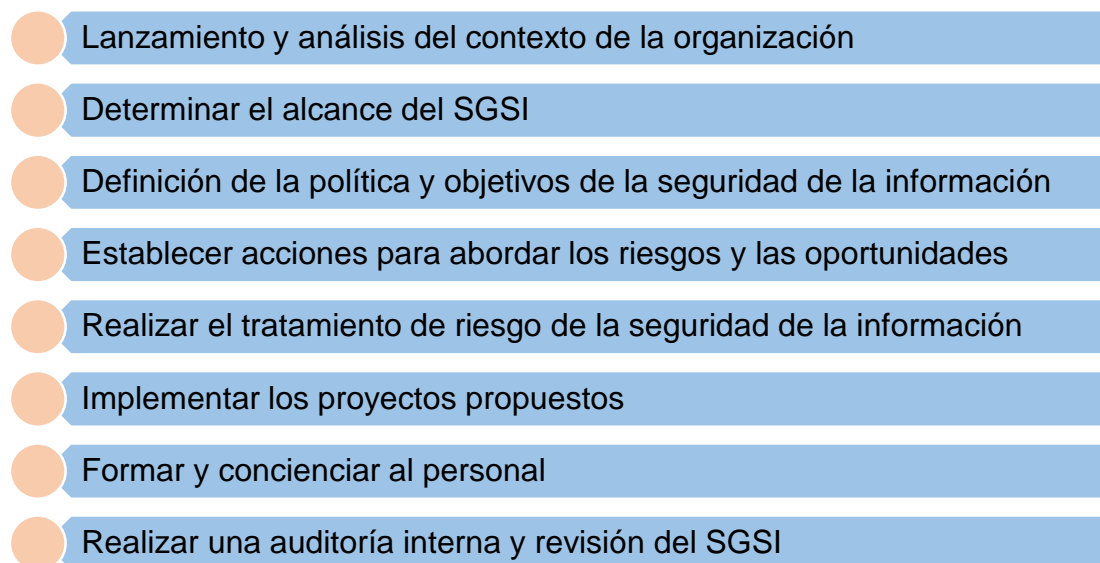 Lanzamiento y análisis del contexto de la organización
Determinar el alcance del SGSI
Definición de la política y objetivos de la seguridad de la información
Establecer acciones para abordar los riesgos y las oportunidades
Realizar el tratamiento de riesgo de la seguridad de la información
Implementar los proyectos propuestos
Formar y concienciar al personal
Realizar una auditoría interna y revisión del SGSI